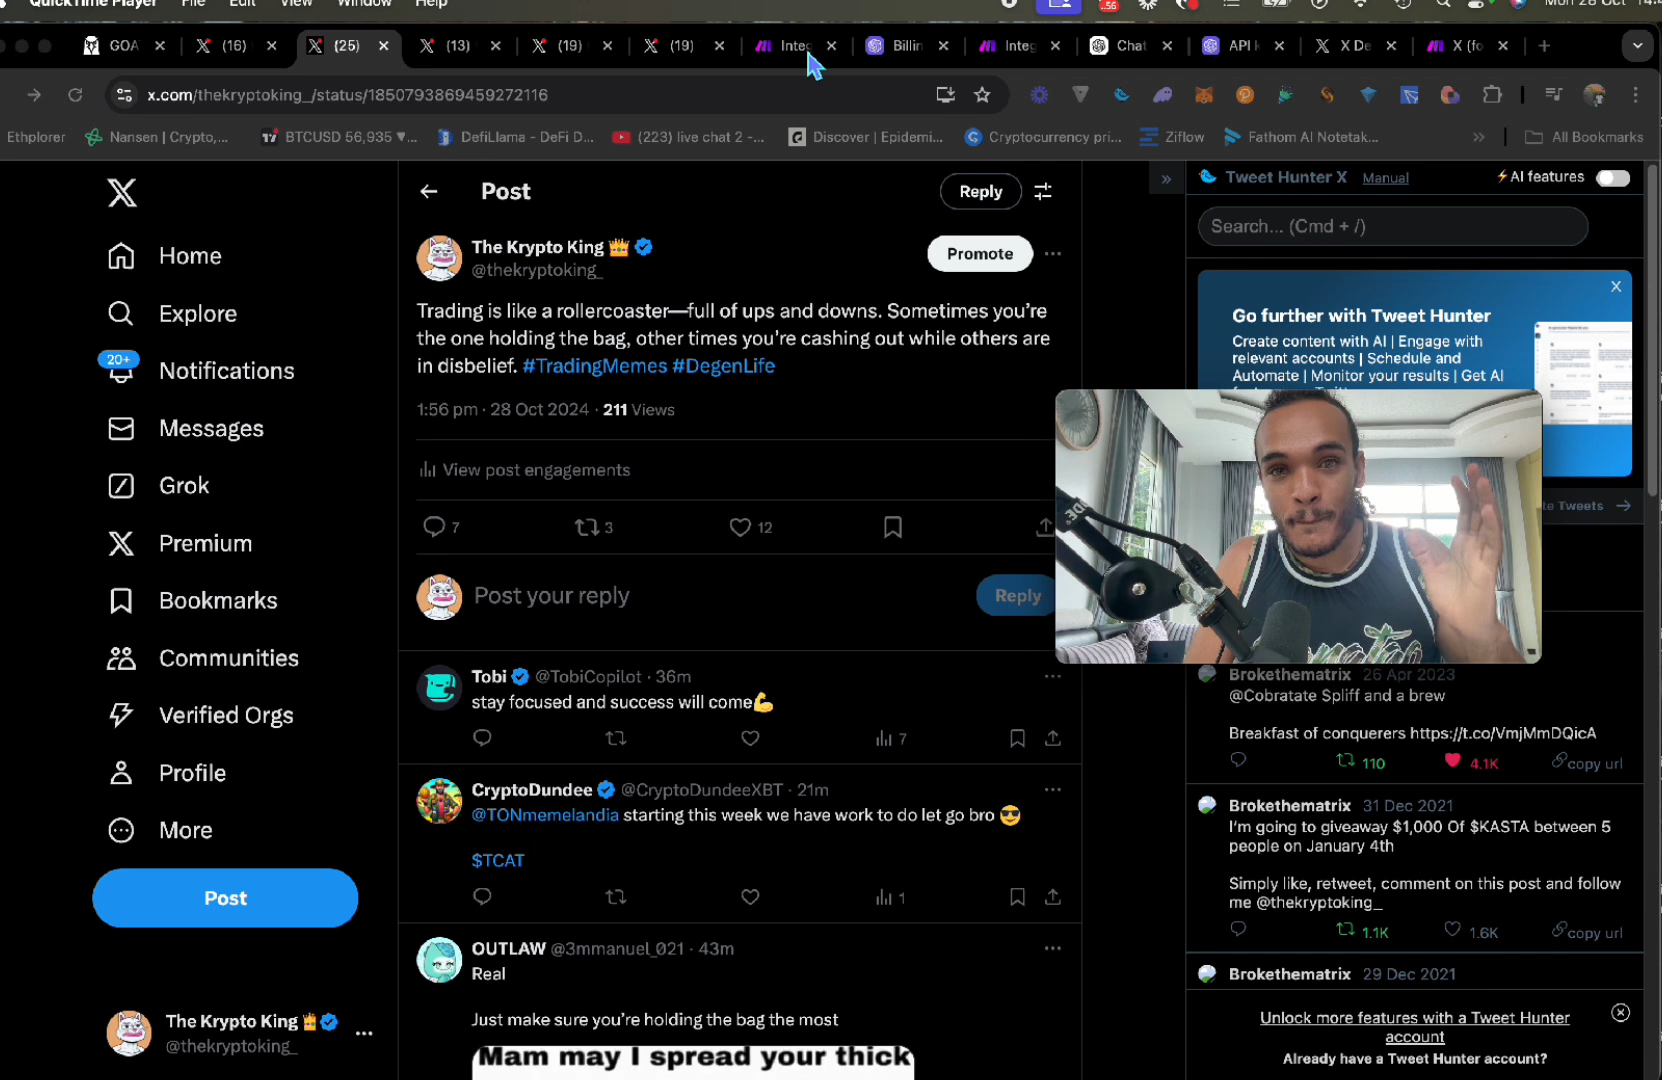 QuickTime Player File Edit View Window Help
.56
Mon 28 Oct
GOA
(16)
(25)
(13)
(19)
(19)
Integ
Billin
Integ
Chat
API k
X De
X (fo
x.com/thekryptoking_/status/1850793869459272116
Ethplorer
Nansen | Crypto,...
BTCUSD 56,935 ▼...
DefiLlama - DeFi D...
(223) live chat 2 -...
Discover | Epidemi...
Cryptocurrency pri...
Ziflow
Fathom AI Notetak...
All Bookmarks
Home
Explore
20+
Notifications
Messages
Grok
Premium
Bookmarks
Communities
Verified Orgs
Profile
More
Post
The Krypto King 👑
@thekryptoking_
Post
Reply
The Krypto King 👑
@thekryptoking_
Promote
Trading is like a rollercoaster—full of ups and downs. Sometimes you’re
the one holding the bag, other times you’re cashing out while others are
in disbelief. #TradingMemes #DegenLife
1:56 pm · 28 Oct 2024 · 211 Views
View post engagements
7
3
12
Post your reply
Reply
Tobi @TobiCopilot · 36m
stay focused and success will come💪
7
CryptoDundee @CryptoDundeeXBT · 21m
@TONmemelandia starting this week we have work to do let go bro 😎
$TCAT
1
OUTLAW @3mmanuel_021 · 43m
Real
Just make sure you’re holding the bag the most
Mam may I spread your thick
Tweet Hunter X Manual
⚡AI features
Search... (Cmd + /)
X
Go further with Tweet Hunter
Create content with AI | Engage with
relevant accounts | Schedule and
Automate | Monitor your results | Get AI
te Tweets →
Brokethematrix 26 Apr 2023
@Cobratate Spliff and a brew
Breakfast of conquerers https://t.co/VmjMmDQicA
110
4.1K
copy url
Brokethematrix 31 Dec 2021
I'm going to giveaway $1,000 Of $KASTA between 5
people on January 4th
Simply like, retweet, comment on this post and follow
me @thekryptoking_
1.1K
1.6K
copy url
Brokethematrix 29 Dec 2021
Unlock more features with a Tweet Hunter
account
Already have a Tweet Hunter account?